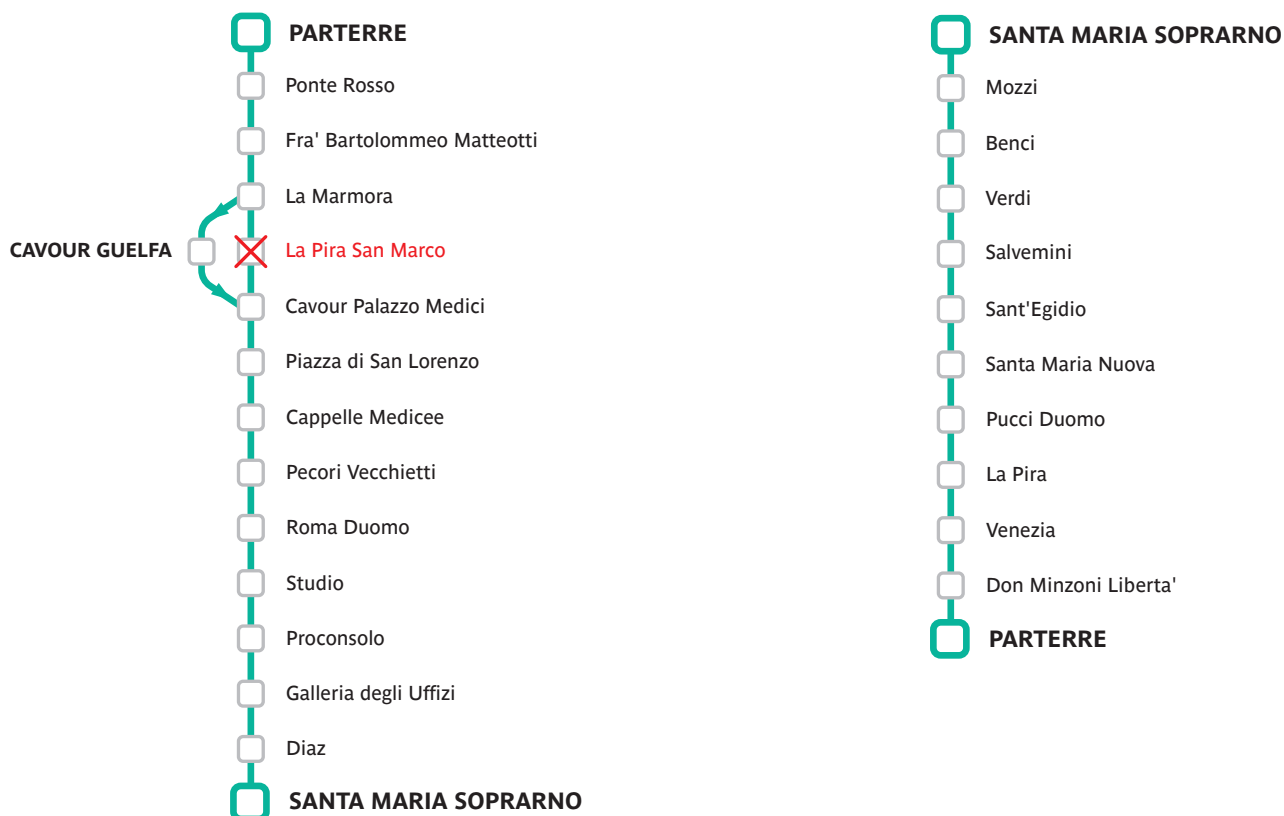 PARTERRE
Ponte Rosso
Fra' Bartolommeo Matteotti
La Marmora
CAVOUR GUELFA
La Pira San Marco
Cavour Palazzo Medici
Piazza di San Lorenzo
Cappelle Medicee
Pecori Vecchietti
Roma Duomo
Studio
Proconsolo
Galleria degli Uffizi
Diaz
SANTA MARIA SOPRARNO
SANTA MARIA SOPRARNO
Mozzi
Benci
Verdi
Salvemini
Sant'Egidio
Santa Maria Nuova
Pucci Duomo
La Pira
Venezia
Don Minzoni Liberta'
PARTERRE